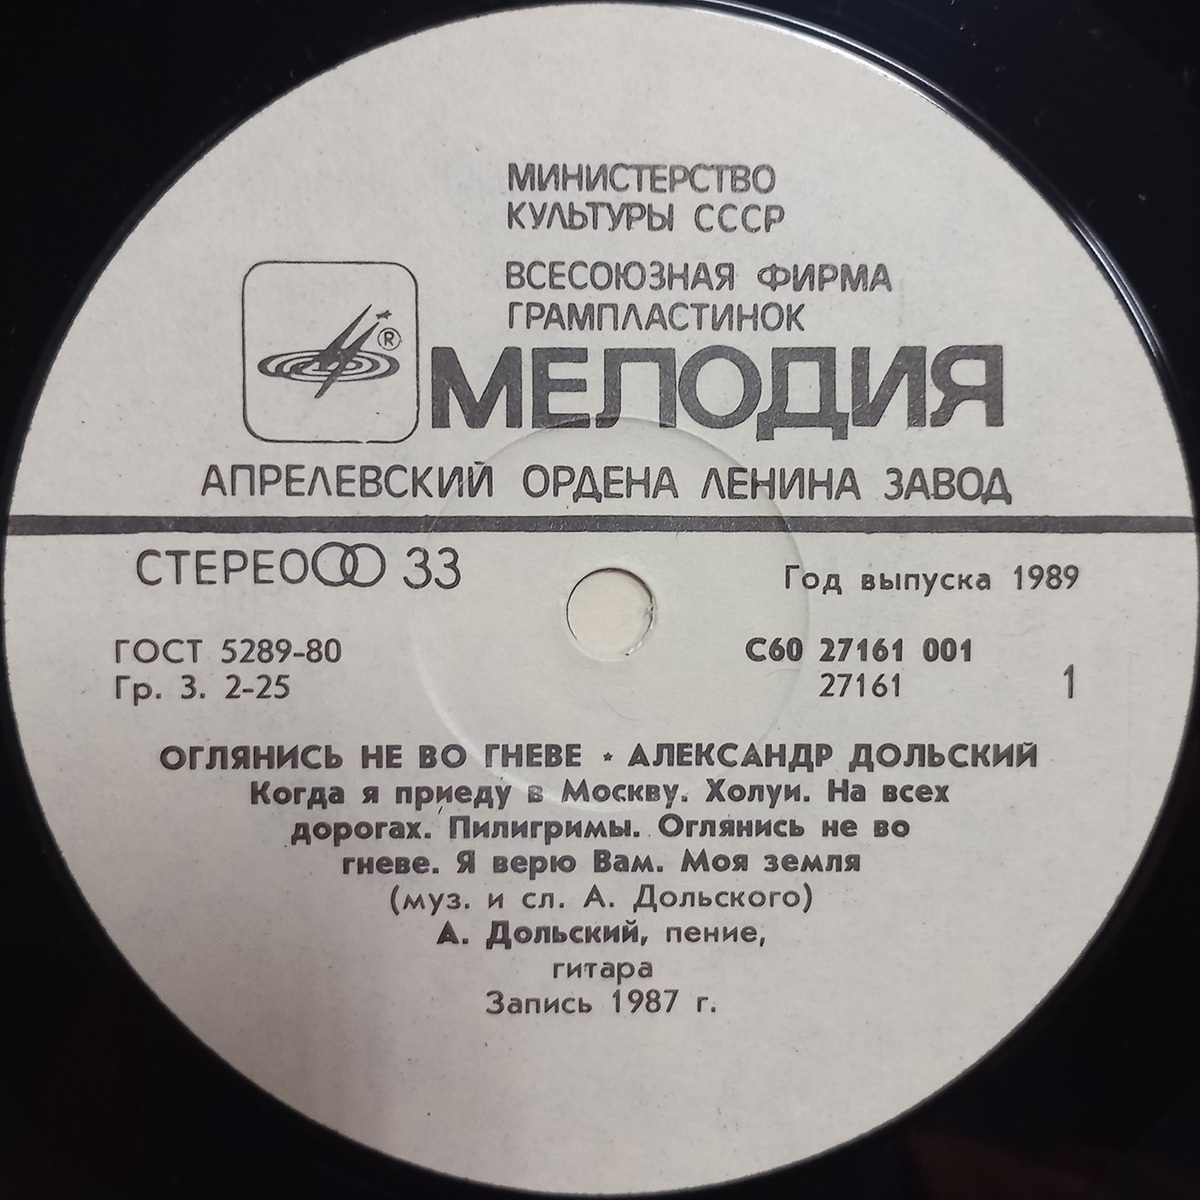 МИНИСТЕРСТВО
КУЛЬТУРЫ СССР
ВСЕСОЮЗНАЯ ФИРМА
ГРАМПЛАСТИНОК
®
МЕЛОДИЯ
АПРЕЛЕВСКИЙ ОРДЕНА ЛЕНИНА ЗАВОД
СТЕРЕО 33
Год выпуска 1989
ГОСТ 5289-80
Гр. 3. 2-25
С60 27161 001
27161
1
ОГЛЯНИСЬ НЕ ВО ГНЕВЕ ⋆ АЛЕКСАНДР ДОЛЬСКИЙ
Когда я приеду в Москву. Холуи. На всех
дорогах. Пилигримы. Оглянись не во
гневе. Я верю Вам. Моя земля
(муз. и сл. А. Дольского)
А. Дольский, пение,
гитара
Запись 1987 г.